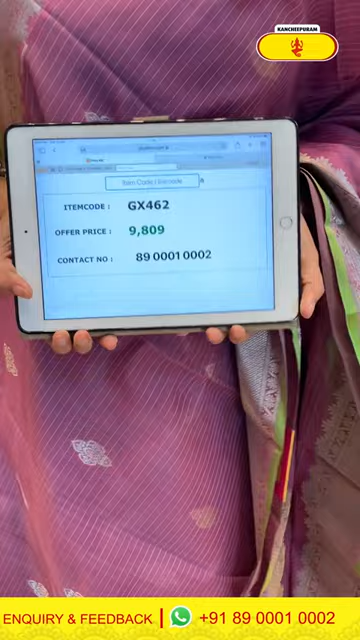 KANCHEEPURAM
Item Code / Barcode
ITEMCODE : GX462
OFFER PRICE : 9,809
CONTACT NO : 89 0001 0002
ENQUIRY & FEEDBACK | +91 89 0001 0002